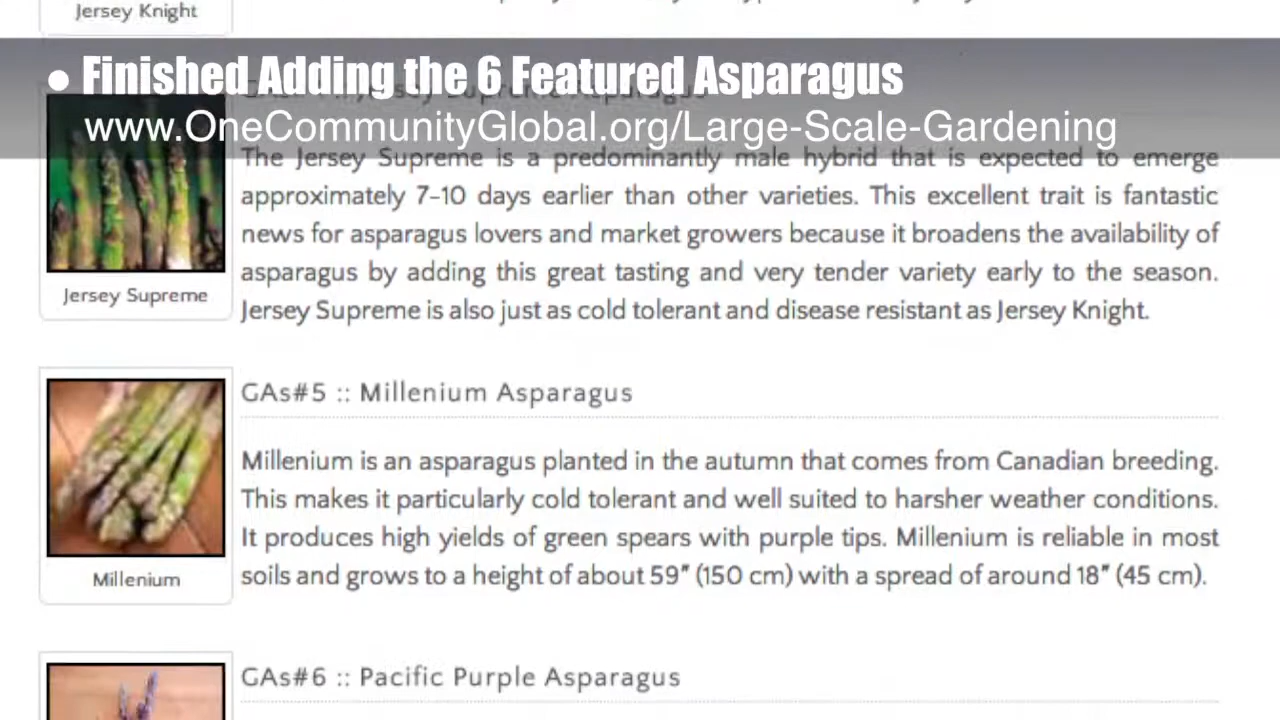 Jersey Knight
● Finished Adding the 6 Featured Asparagus
www.OneCommunityGlobal.org/Large-Scale-Gardening
The Jersey Supreme is a predominantly male hybrid that is expected to emerge
approximately 7-10 days earlier than other varieties. This excellent trait is fantastic
news for asparagus lovers and market growers because it broadens the availability of
asparagus by adding this great tasting and very tender variety early to the season.
Jersey Supreme is also just as cold tolerant and disease resistant as Jersey Knight.
Jersey Supreme
GAs#5 :: Millenium Asparagus
Millenium is an asparagus planted in the autumn that comes from Canadian breeding.
This makes it particularly cold tolerant and well suited to harsher weather conditions.
It produces high yields of green spears with purple tips. Millenium is reliable in most
soils and grows to a height of about 59" (150 cm) with a spread of around 18" (45 cm).
Millenium
GAs#6 :: Pacific Purple Asparagus